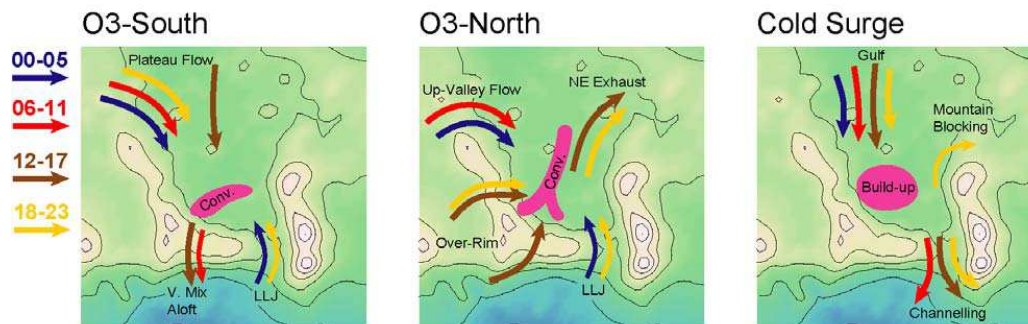 O3-South
O3-North
Cold Surge
00-05
06-11
12-17
18-23
Plateau Flow
Conv.
V. Mix
Aloft
LLJ
Up-Valley Flow
NE Exhaust
Conv.
Over-Rim
LLJ
Gulf
Mountain
Blocking
Build-up
Channelling